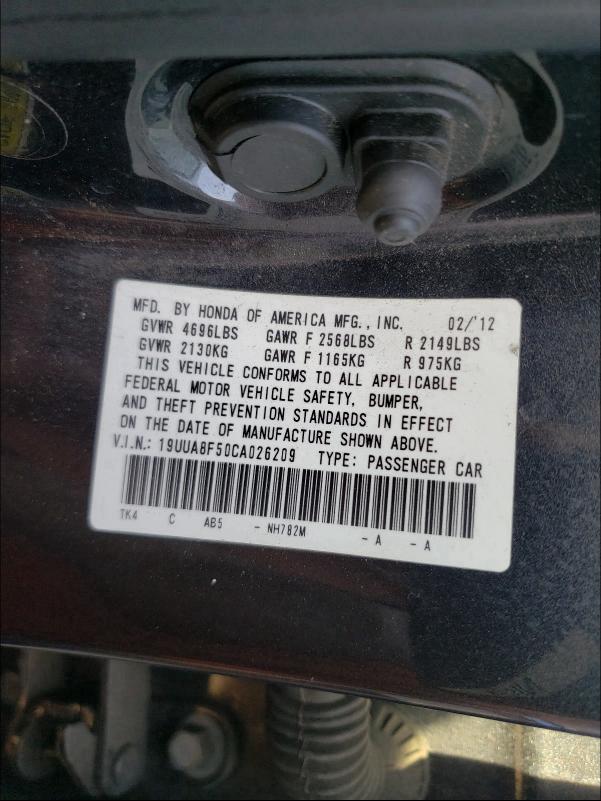 MFD. BY HONDA OF AMERICA MFG., INC. 02/'12
GVWR 4696LBS GAWR F 2568LBS R 2149LBS
GVWR 2130KG GAWR F 1165KG R 975KG
THIS VEHICLE CONFORMS TO ALL APPLICABLE
FEDERAL MOTOR VEHICLE SAFETY, BUMPER,
AND THEFT PREVENTION STANDARDS IN EFFECT
ON THE DATE OF MANUFACTURE SHOWN ABOVE.
V.I.N.: 19UUA8F50CA026209 TYPE: PASSENGER CAR
TK4 C AB5 - NH782M - A - A